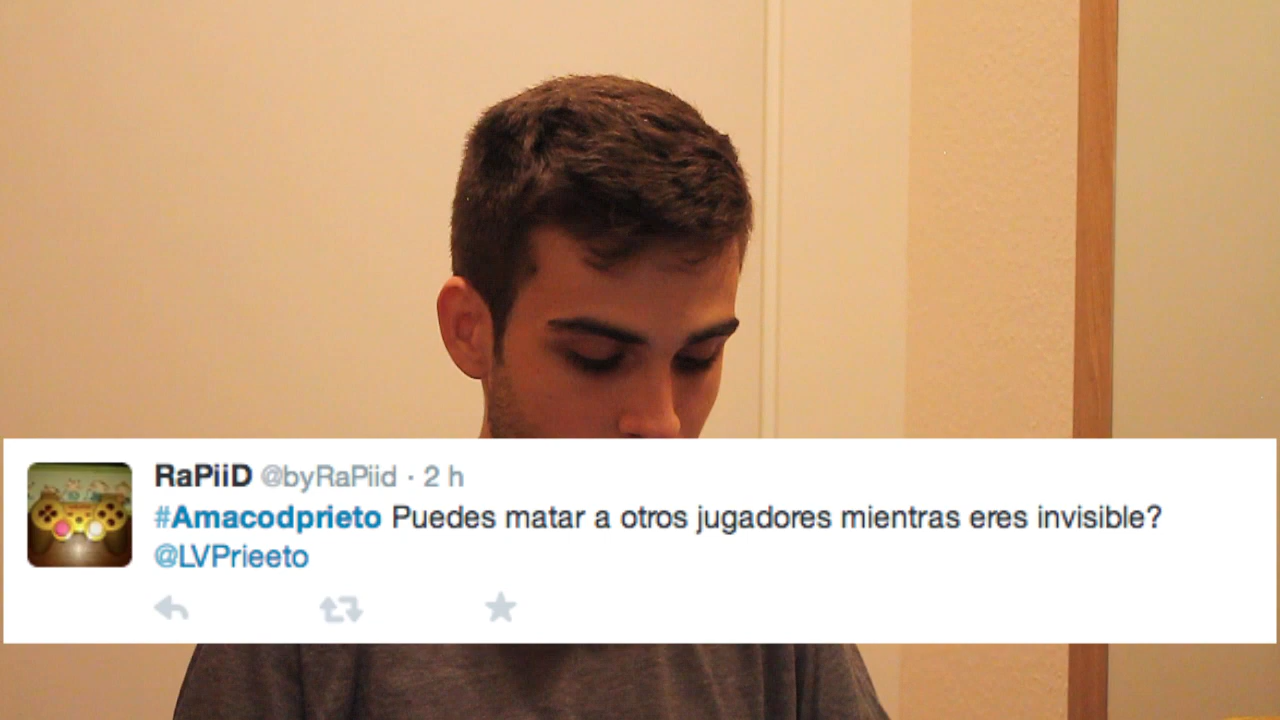 RaPiiD @byRaPiid · 2 h
#Amacodprieto Puedes matar a otros jugadores mientras eres invisible?
@LVPrieeto